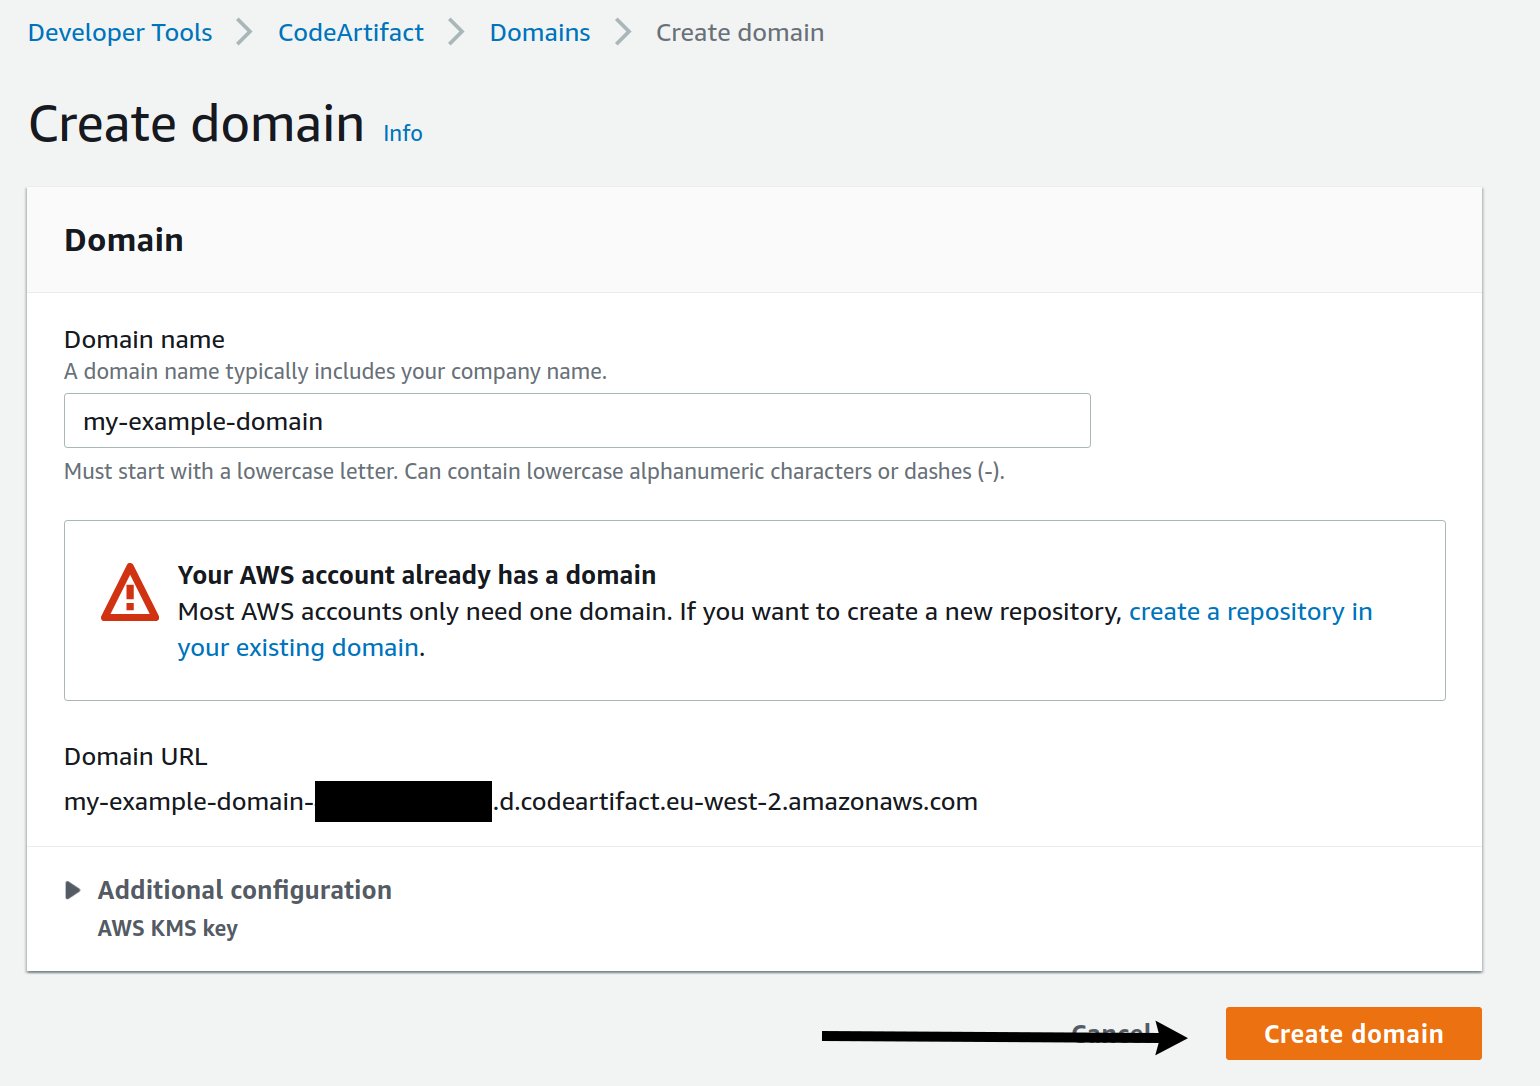 Developer Tools > CodeArtifact > Domains > Create domain
Create domain Info
Domain
Domain name
A domain name typically includes your company name.
my-example-domain
Must start with a lowercase letter. Can contain lowercase alphanumeric characters or dashes (-).
Your AWS account already has a domain
Most AWS accounts only need one domain. If you want to create a new repository, create a repository in
your existing domain.
Domain URL
my-example-domain-.d.codeartifact.eu-west-2.amazonaws.com
Additional configuration
AWS KMS key
Cancel Create domain